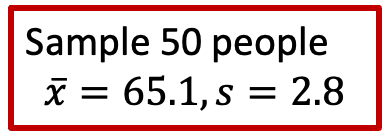 Sample 50 people
x̄ = 65.1, s = 2.8